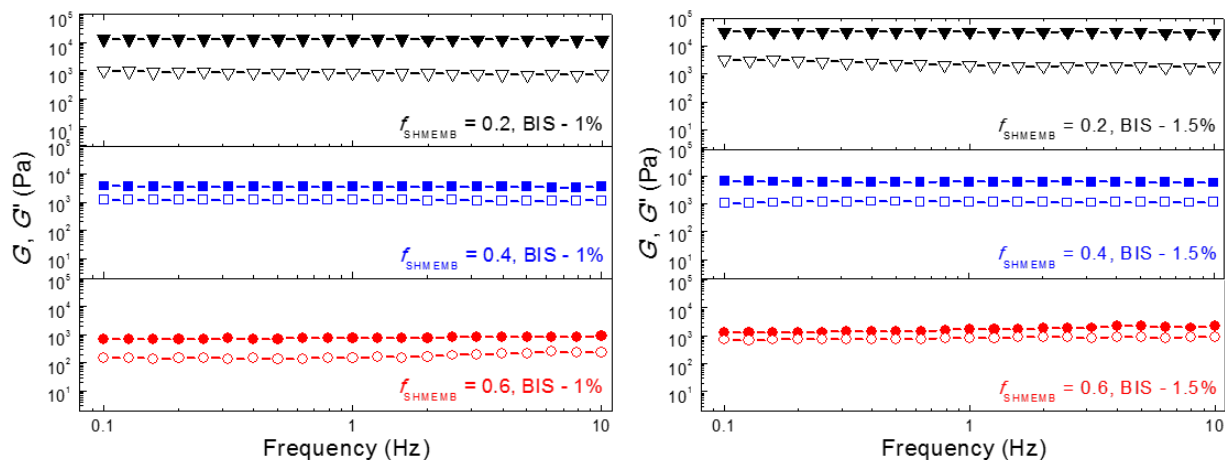 10⁵
10⁴
10³
10²
10¹
f_SHMEMB = 0.2, BIS - 1%
10⁵
10⁴
10³
10²
10¹
f_SHMEMB = 0.4, BIS - 1%
10⁵
10⁴
10³
10²
10¹
f_SHMEMB = 0.6, BIS - 1%
G', G'' (Pa)
0.1 1 10
Frequency (Hz)
10⁵
10⁴
10³
10²
10¹
f_SHMEMB = 0.2, BIS - 1.5%
10⁵
10⁴
10³
10²
10¹
f_SHMEMB = 0.4, BIS - 1.5%
10⁵
10⁴
10³
10²
10¹
f_SHMEMB = 0.6, BIS - 1.5%
G', G'' (Pa)
0.1 1 10
Frequency (Hz)